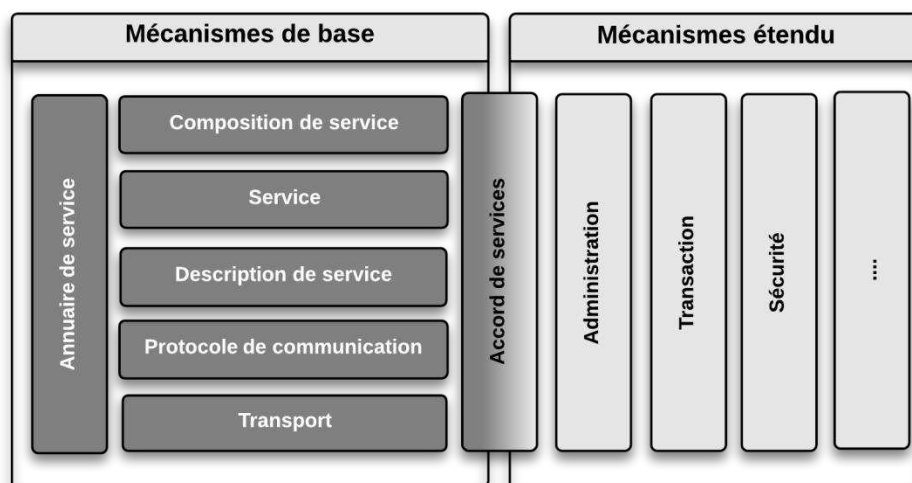 Mécanismes de base
Mécanismes étendu
Annuaire de service
Composition de service
Service
Description de service
Protocole de communication
Transport
Accord de services
Administration
Transaction
Sécurité
....